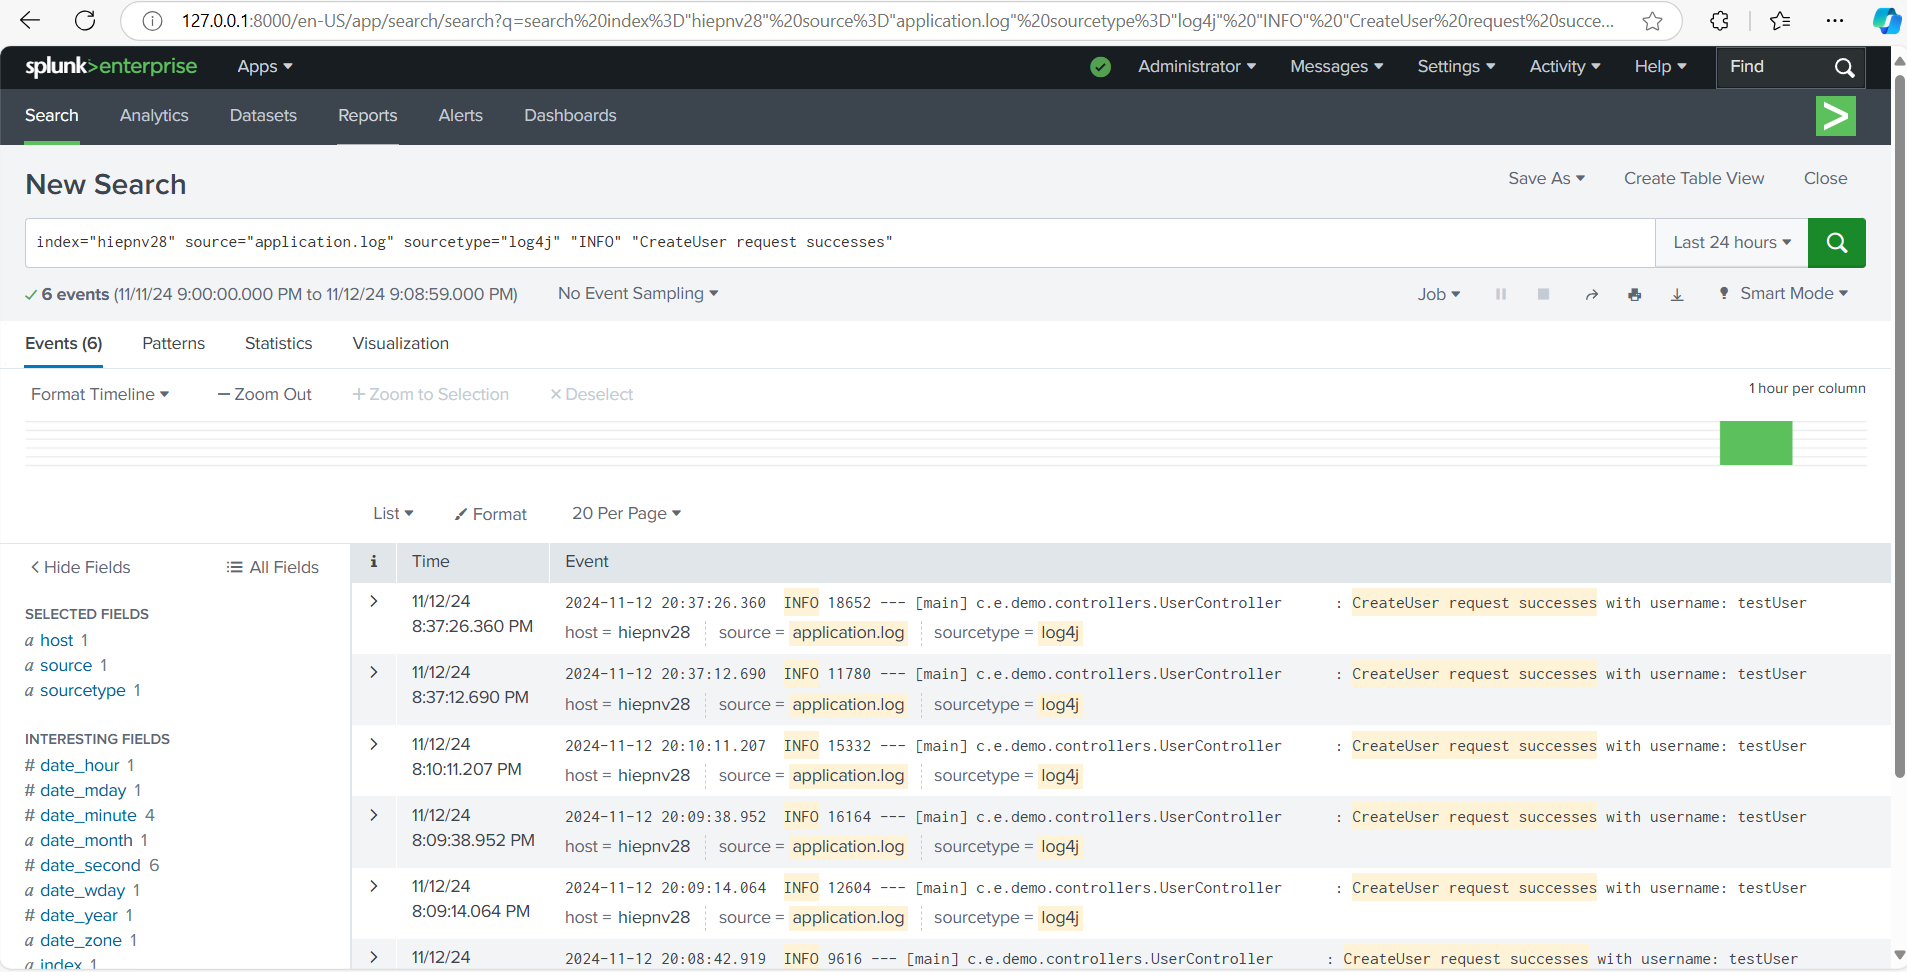 127.0.0.1:8000/en-US/app/search/search?q=search%20index%3D"hiepnv28"%20source%3D"application.log"%20sourcetype%3D"log4j"%20"INFO"%20"CreateUser%20request%20succe...
splunk>enterprise Apps Administrator Messages Settings Activity Help Find
Search Analytics Datasets Reports Alerts Dashboards
New Search Save As Create Table View Close
index="hiepnv28" source="application.log" sourcetype="log4j" "INFO" "CreateUser request successes" Last 24 hours
6 events (11/11/24 9:00:00.000 PM to 11/12/24 9:08:59.000 PM) No Event Sampling Job Smart Mode
Events (6) Patterns Statistics Visualization
Format Timeline — Zoom Out + Zoom to Selection × Deselect 1 hour per column
List Format 20 Per Page
< Hide Fields All Fields
SELECTED FIELDS
a host 1
a source 1
a sourcetype 1
INTERESTING FIELDS
# date_hour 1
# date_mday 1
# date_minute 4
a date_month 1
# date_second 6
a date_wday 1
# date_year 1
a date_zone 1
a index 1
i Time Event
> 11/12/24 2024-11-12 20:37:26.360 INFO 18652 --- [main] c.e.demo.controllers.UserController : CreateUser request successes with username: testUser
8:37:26.360 PM host = hiepnv28 source = application.log sourcetype = log4j
> 11/12/24 2024-11-12 20:37:12.690 INFO 11780 --- [main] c.e.demo.controllers.UserController : CreateUser request successes with username: testUser
8:37:12.690 PM host = hiepnv28 source = application.log sourcetype = log4j
> 11/12/24 2024-11-12 20:10:11.207 INFO 15332 --- [main] c.e.demo.controllers.UserController : CreateUser request successes with username: testUser
8:10:11.207 PM host = hiepnv28 source = application.log sourcetype = log4j
> 11/12/24 2024-11-12 20:09:38.952 INFO 16164 --- [main] c.e.demo.controllers.UserController : CreateUser request successes with username: testUser
8:09:38.952 PM host = hiepnv28 source = application.log sourcetype = log4j
> 11/12/24 2024-11-12 20:09:14.064 INFO 12604 --- [main] c.e.demo.controllers.UserController : CreateUser request successes with username: testUser
8:09:14.064 PM host = hiepnv28 source = application.log sourcetype = log4j
> 11/12/24 2024-11-12 20:08:42.919 INFO 9616 --- [main] c.e.demo.controllers.UserController : CreateUser request successes with username: testUser